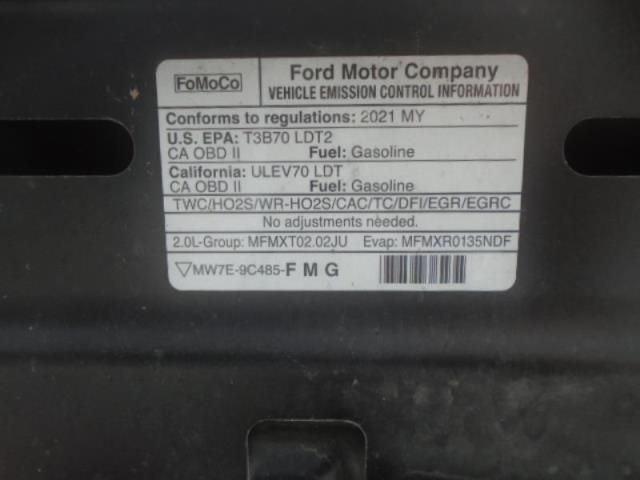 FoMoCo
Ford Motor Company
VEHICLE EMISSION CONTROL INFORMATION
Conforms to regulations: 2021 MY
U.S. EPA: T3B70 LDT2
CA OBD II Fuel: Gasoline
California: ULEV70 LDT
CA OBD II Fuel: Gasoline
TWC/HO2S/WR-HO2S/CAC/TC/DFI/EGR/EGRC
No adjustments needed.
2.0L-Group: MFMXT02.02JU Evap: MFMXR0135NDF
MW7E-9C485-F M G